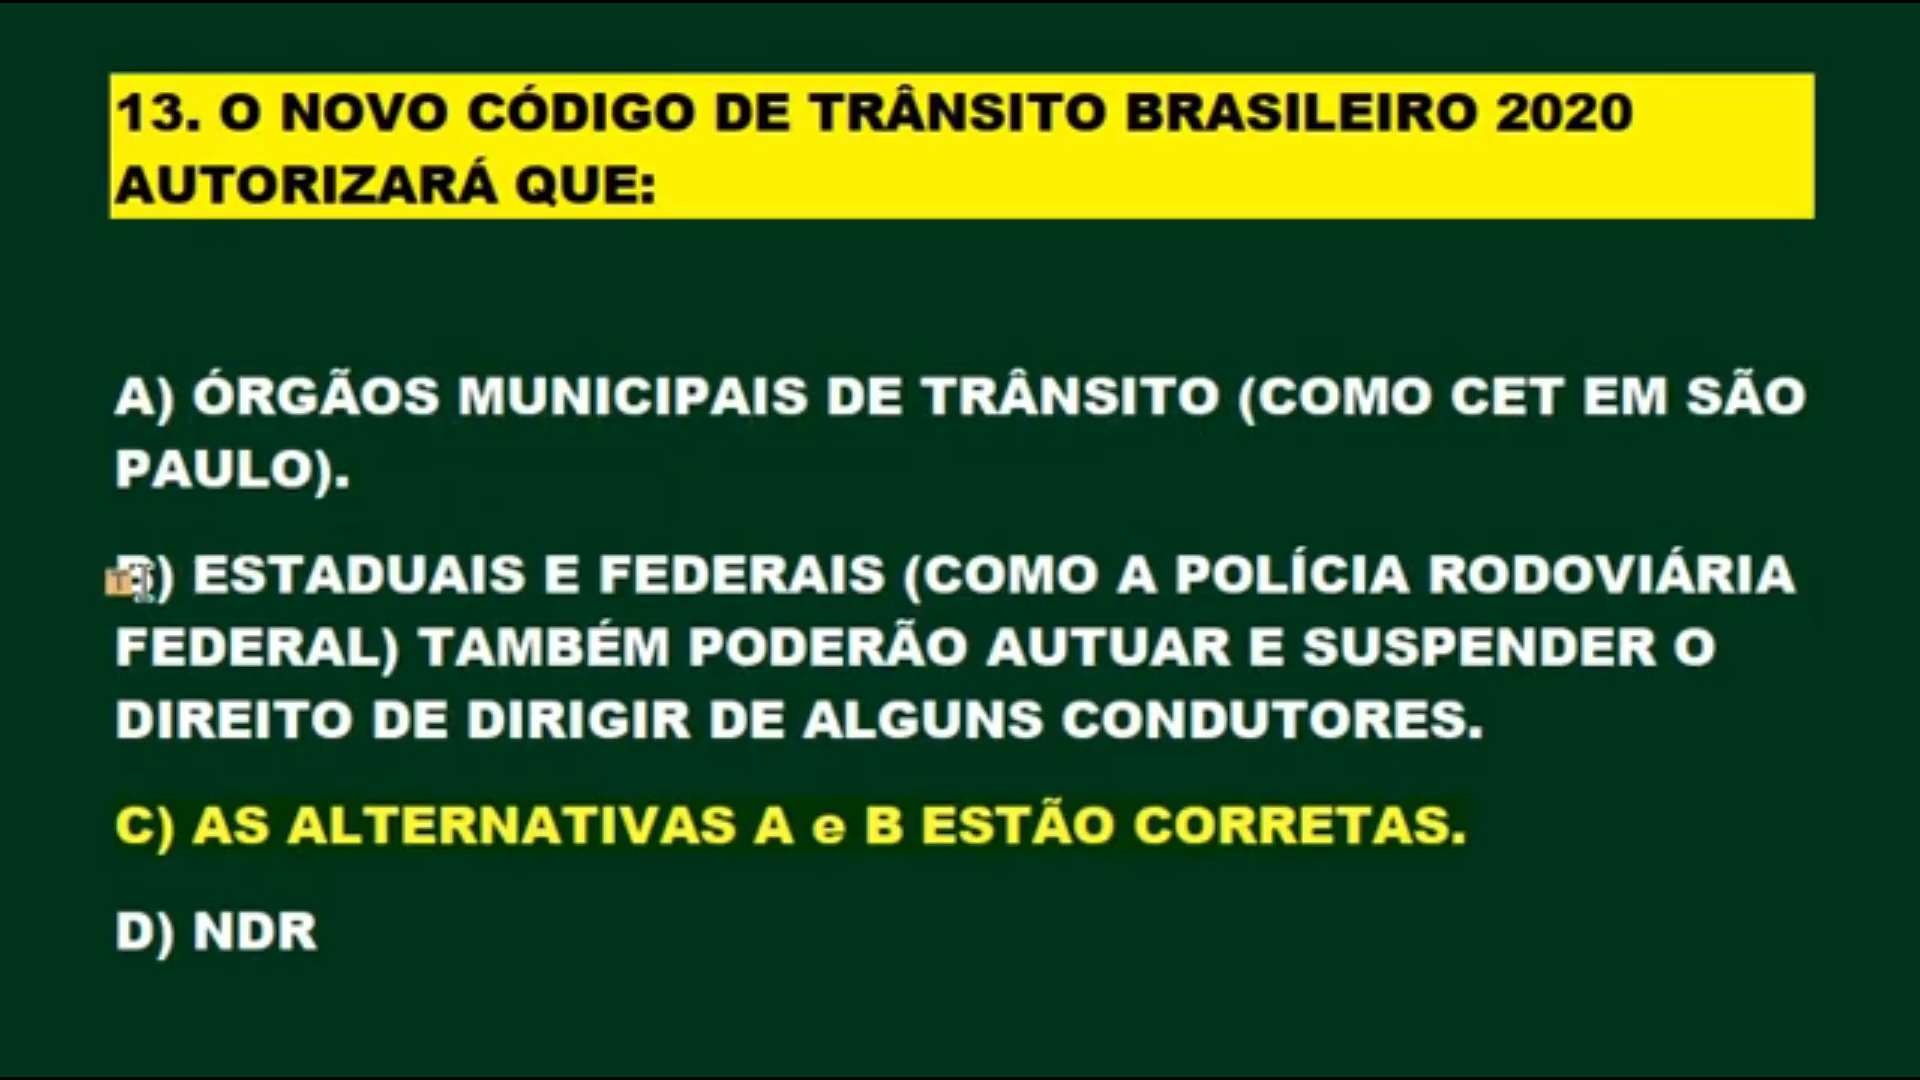 13. O NOVO CÓDIGO DE TRÂNSITO BRASILEIRO 2020
AUTORIZARÁ QUE:
A) ÓRGÃOS MUNICIPAIS DE TRÂNSITO (COMO CET EM SÃO
PAULO).
B) ESTADUAIS E FEDERAIS (COMO A POLÍCIA RODOVIÁRIA
FEDERAL) TAMBÉM PODERÃO AUTUAR E SUSPENDER O
DIREITO DE DIRIGIR DE ALGUNS CONDUTORES.
C) AS ALTERNATIVAS A e B ESTÃO CORRETAS.
D) NDR